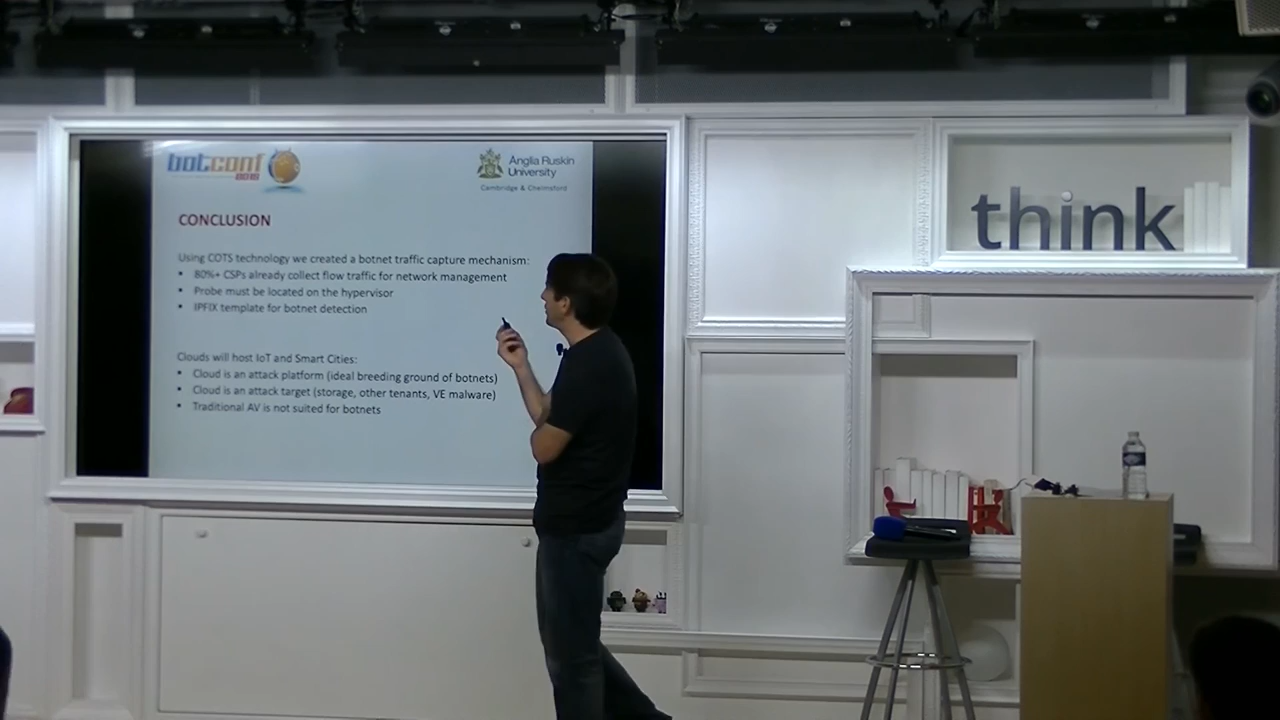 botconf
2015
Anglia Ruskin
University
Cambridge & Chelmsford
CONCLUSION
Using COTS technology we created a botnet traffic capture mechanism:
• 80%+ CSPs already collect flow traffic for network management
• Probe must be located on the hypervisor
• IPFIX template for botnet detection
Clouds will host IoT and Smart Cities:
• Cloud is an attack platform (ideal breeding ground of botnets)
• Cloud is an attack target (storage, other tenants, VE malware)
• Traditional AV is not suited for botnets
think